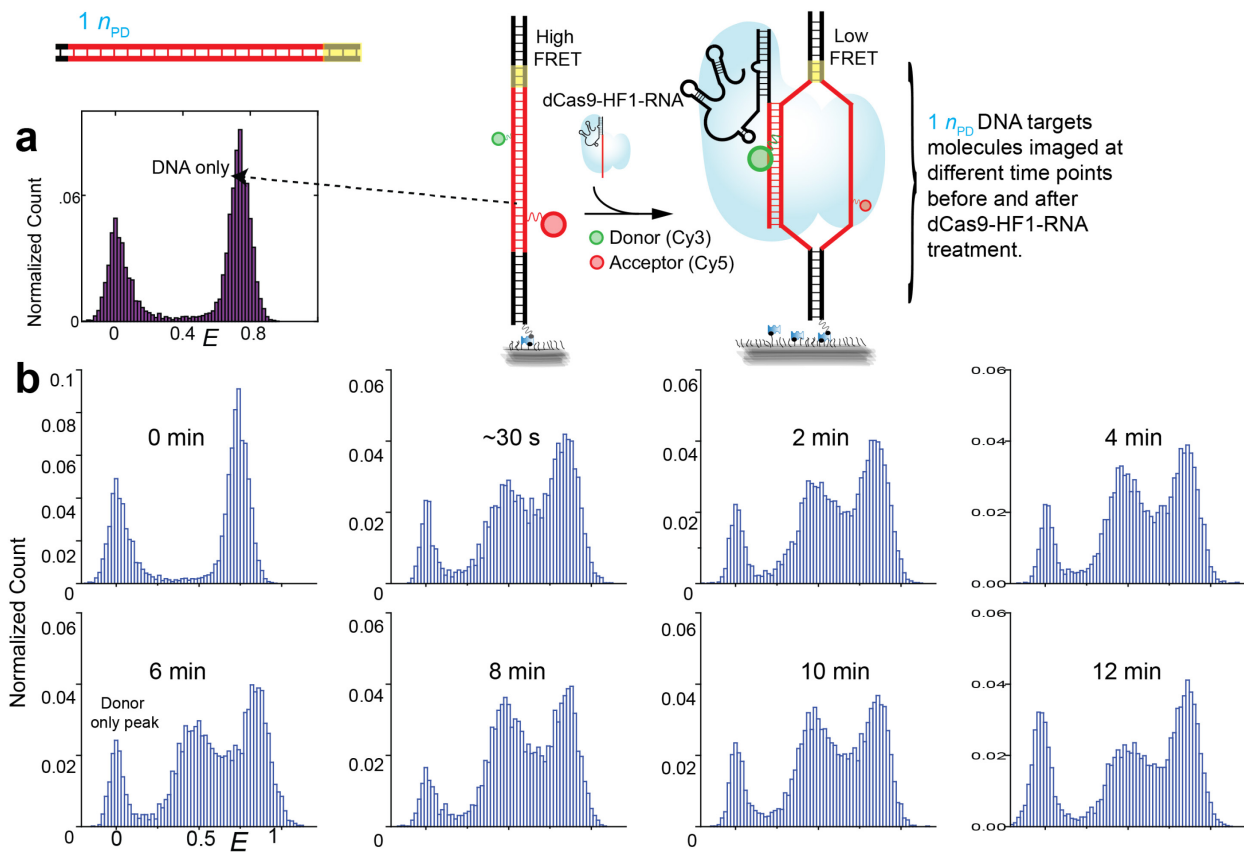 1 nPD
a
DNA only
.06
0
Normalized Count
0
0.4
0.8
E
High
FRET
dCas9-HF1-RNA
Donor (Cy3)
Acceptor (Cy5)
Low
FRET
1 nPD DNA targets
molecules imaged at
different time points
before and after
dCas9-HF1-RNA
treatment.
b
Normalized Count
0.1
0.08
0.06
0.04
0.02
0
0 min
0.06
0.04
0.02
0
~30 s
0.06
0.04
0.02
0
2 min
0.06
0.04
0.02
0.00
4 min
0.06
0.04
0.02
0
6 min
Donor
only peak
0
0.5
E
1
0.06
0.04
0.02
0
8 min
0.06
0.04
0.02
0
10 min
0.06
0.04
0.02
0.00
12 min